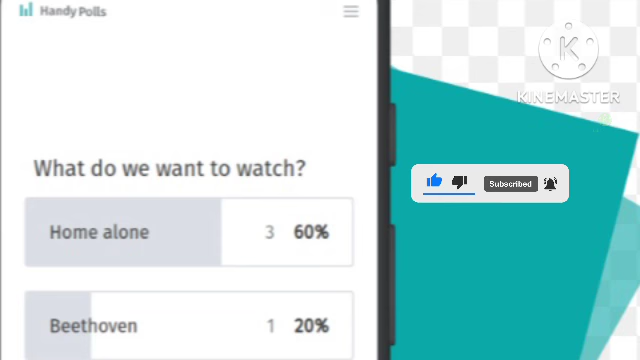 Handy Polls
KINEMASTER
What do we want to watch?
Subscribed
Home alone 3 60%
Beethoven 1 20%